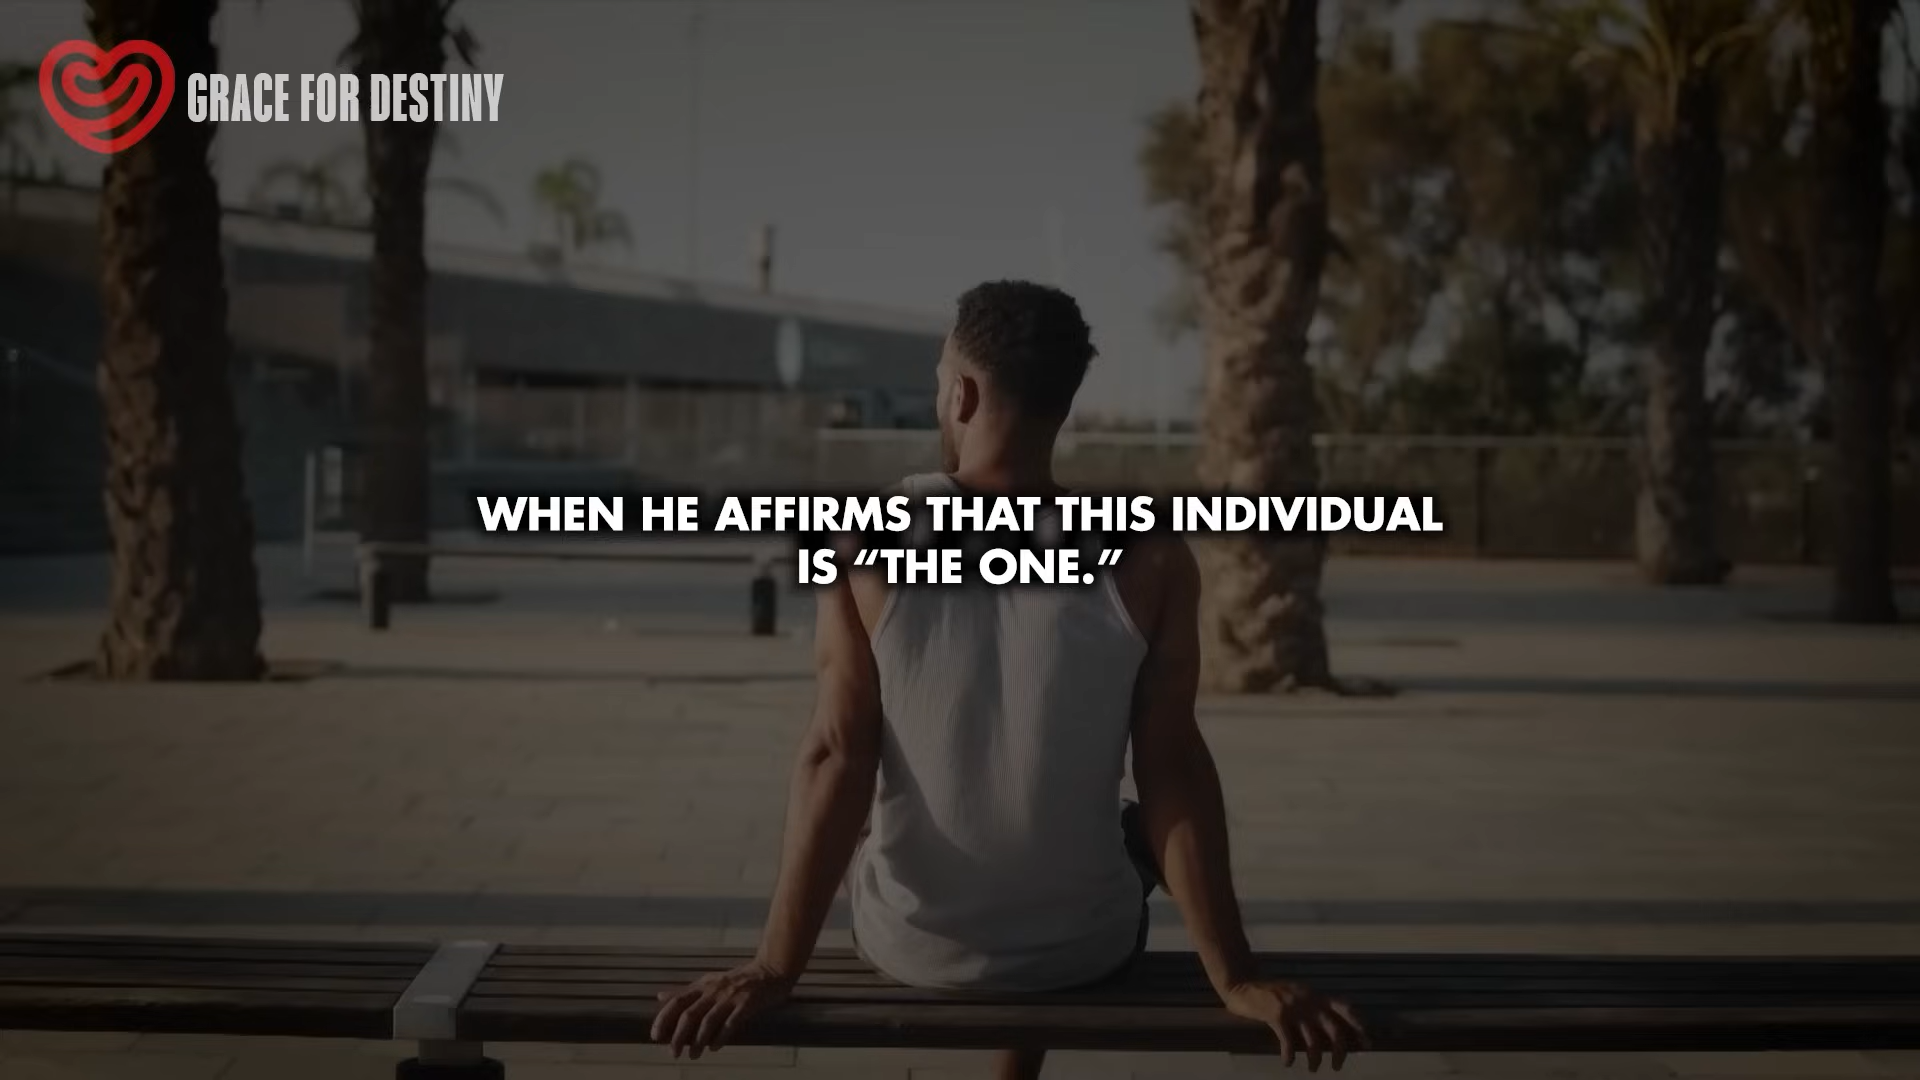 GRACE FOR DESTINY
WHEN HE AFFIRMS THAT THIS INDIVIDUAL
IS “THE ONE.”